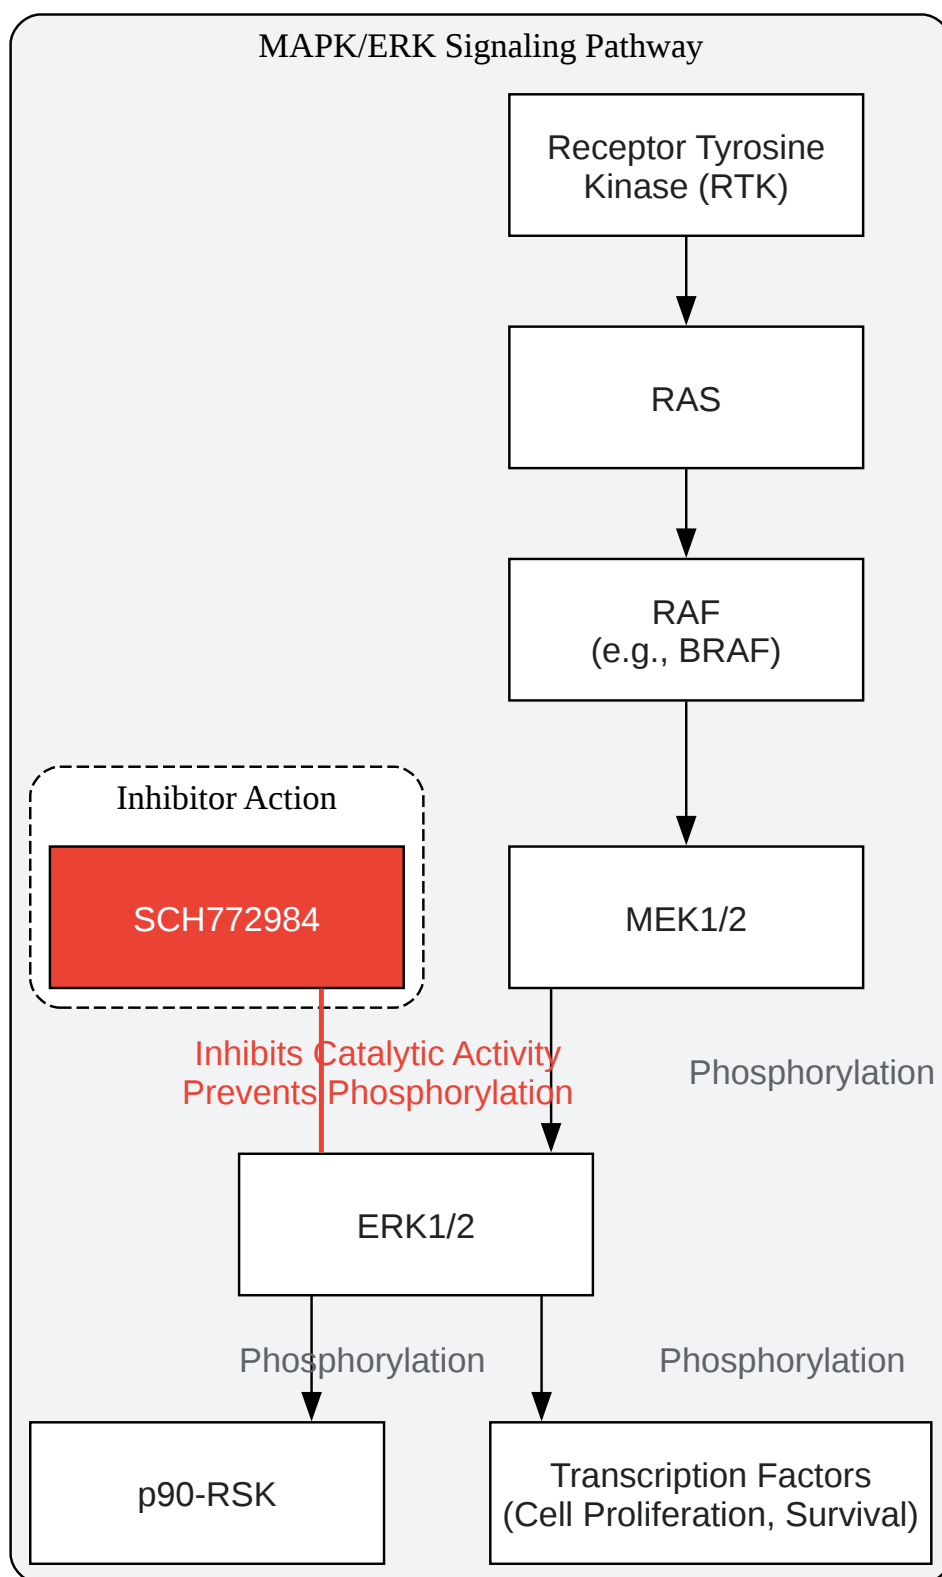 MAPK/ERK Signaling Pathway
Receptor Tyrosine
Kinase (RTK)
RAS
RAF
(e.g., BRAF)
Inhibitor Action
SCH772984
MEK1/2
Inhibits Catalytic Activity
Prevents Phosphorylation
Phosphorylation
ERK1/2
Phosphorylation
Phosphorylation
p90-RSK
Transcription Factors
(Cell Proliferation, Survival)